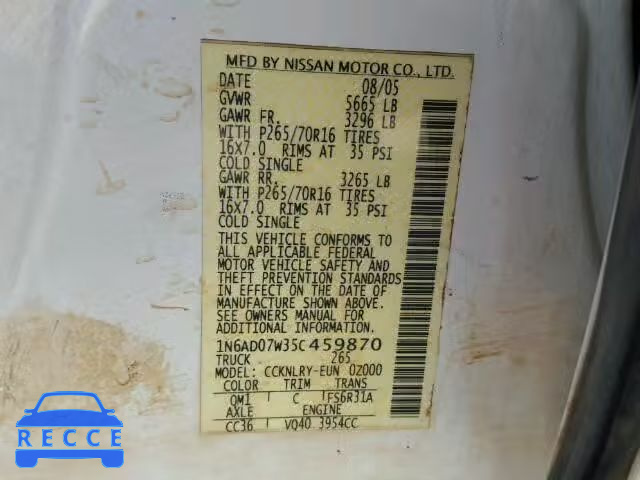 MFD BY NISSAN MOTOR CO., LTD.
DATE 08/05
GVWR 5665 LB
GAWR FR. 3296 LB
WITH P265/70R16 TIRES
16X7.0 RIMS AT 35 PSI
COLD SINGLE
GAWR RR. 3265 LB
WITH P265/70R16 TIRES
16X7.0 RIMS AT 35 PSI
COLD SINGLE
THIS VEHICLE CONFORMS TO
ALL APPLICABLE FEDERAL
MOTOR VEHICLE SAFETY AND
THEFT PREVENTION STANDARDS
IN EFFECT ON THE DATE OF
MANUFACTURE SHOWN ABOVE.
SEE OWNERS MANUAL FOR
ADDITIONAL INFORMATION.
1N6AD07W35C459870
TRUCK 265
MODEL: CCKNLRY-EUN 0Z000
COLOR TRIM TRANS
QM1 C FS6R31A
AXLE ENGINE
CC36 VQ40 3954CC